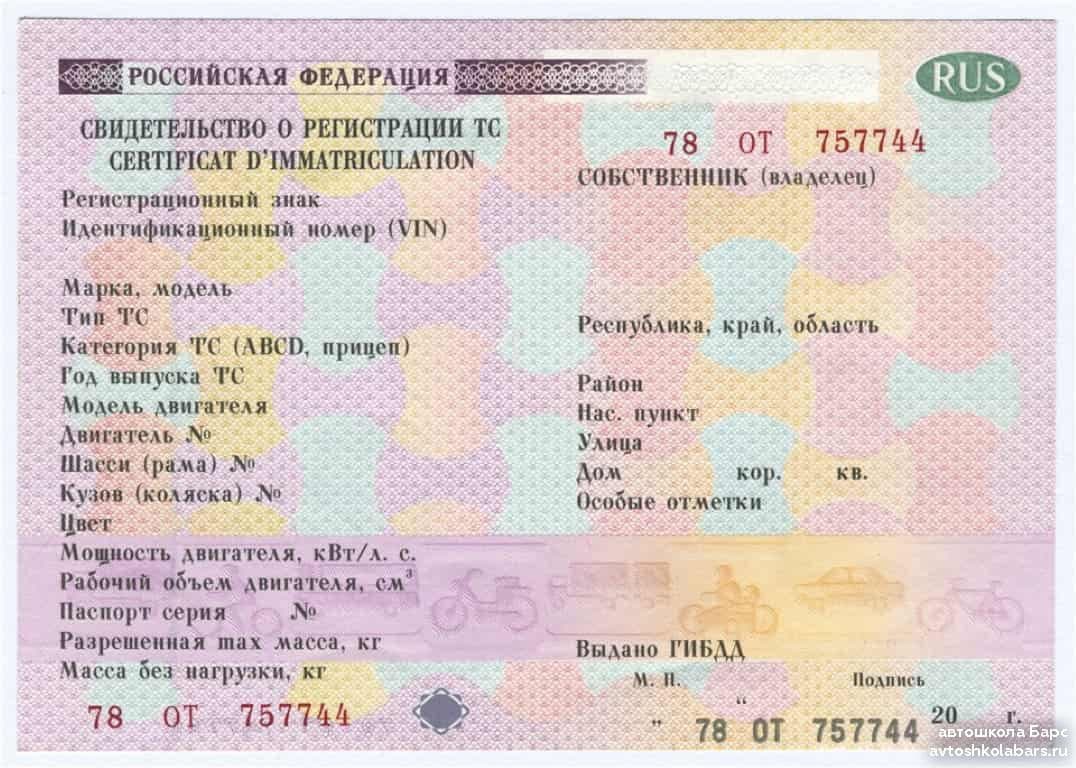 РОССИЙСКАЯ ФЕДЕРАЦИЯ
RUS
СВИДЕТЕЛЬСТВО О РЕГИСТРАЦИИ ТС
CERTIFICAT D'IMMATRICULATION
Регистрационный знак
Идентификационный номер (VIN)
Марка, модель
Тип ТС
Категория ТС (ABCD, прицеп)
Год выпуска ТС
Модель двигателя
Двигатель №
Шасси (рама) №
Кузов (коляска) №
Цвет
Мощность двигателя, кВт/л. с.
Рабочий объем двигателя, см³
Паспорт серия №
Разрешенная max масса, кг
Масса без нагрузки, кг
78 ОТ 757744
78 ОТ 757744
СОБСТВЕННИК (владелец)
Республика, край, область
Район
Нас. пункт
Улица
Дом кор. кв.
Особые отметки
Выдано ГИБДД
М. П. Подпись
" " 20 г.
78 ОТ 757744
автошкола Барс
avtoshkolabars.ru